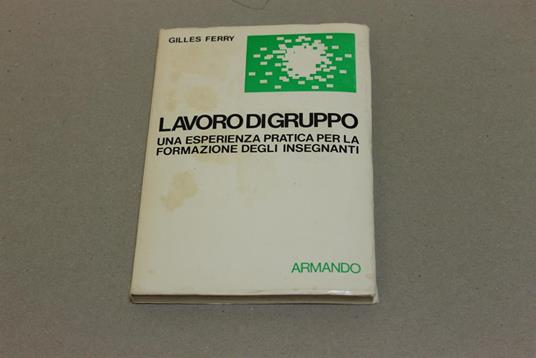 GILLES FERRY
LAVORO DI GRUPPO
UNA ESPERIENZA PRATICA PER LA
FORMAZIONE DEGLI INSEGNANTI
ARMANDO